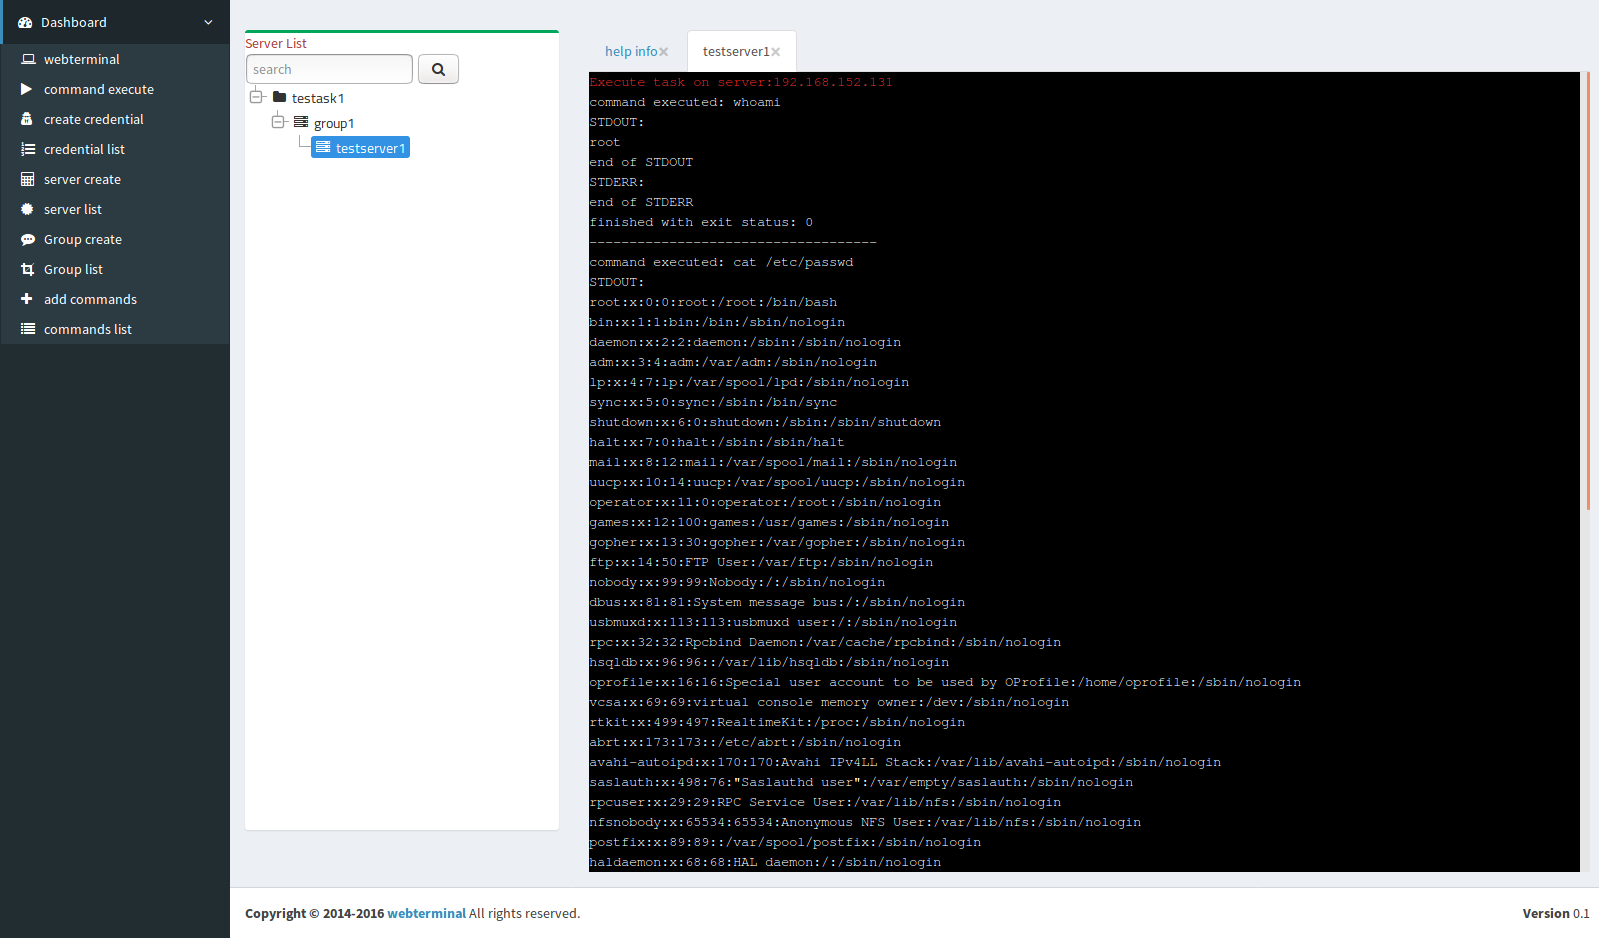 Dashboard
webterminal
command execute
create credential
credential list
server create
server list
Group create
Group list
add commands
commands list
Server List
search
testask1
group1
testserver1
help info
testserver1
Execute task on server:192.168.152.131
command executed: whoami
STDOUT:
root
end of STDOUT
STDERR:
end of STDERR
finished with exit status: 0
------------------------------------
command executed: cat /etc/passwd
STDOUT:
root:x:0:0:root:/root:/bin/bash
bin:x:1:1:bin:/bin:/sbin/nologin
daemon:x:2:2:daemon:/sbin:/sbin/nologin
adm:x:3:4:adm:/var/adm:/sbin/nologin
lp:x:4:7:lp:/var/spool/lpd:/sbin/nologin
sync:x:5:0:sync:/sbin:/bin/sync
shutdown:x:6:0:shutdown:/sbin:/sbin/shutdown
halt:x:7:0:halt:/sbin:/sbin/halt
mail:x:8:12:mail:/var/spool/mail:/sbin/nologin
uucp:x:10:14:uucp:/var/spool/uucp:/sbin/nologin
operator:x:11:0:operator:/root:/sbin/nologin
games:x:12:100:games:/usr/games:/sbin/nologin
gopher:x:13:30:gopher:/var/gopher:/sbin/nologin
ftp:x:14:50:FTP User:/var/ftp:/sbin/nologin
nobody:x:99:99:Nobody:/:/sbin/nologin
dbus:x:81:81:System message bus:/:/sbin/nologin
usbmuxd:x:113:113:usbmuxd user:/:/sbin/nologin
rpc:x:32:32:Rpcbind Daemon:/var/cache/rpcbind:/sbin/nologin
hsqldb:x:96:96::/var/lib/hsqldb:/sbin/nologin
oprofile:x:16:16:Special user account to be used by OProfile:/home/oprofile:/sbin/nologin
vcsa:x:69:69:virtual console memory owner:/dev:/sbin/nologin
rtkit:x:499:497:RealtimeKit:/proc:/sbin/nologin
abrt:x:173:173::/etc/abrt:/sbin/nologin
avahi-autoipd:x:170:170:Avahi IPv4LL Stack:/var/lib/avahi-autoipd:/sbin/nologin
saslauth:x:498:76:"Saslauthd user":/var/empty/saslauth:/sbin/nologin
rpcuser:x:29:29:RPC Service User:/var/lib/nfs:/sbin/nologin
nfsnobody:x:65534:65534:Anonymous NFS User:/var/lib/nfs:/sbin/nologin
postfix:x:89:89::/var/spool/postfix:/sbin/nologin
haldaemon:x:68:68:HAL daemon:/:/sbin/nologin
Copyright © 2014-2016 webterminal All rights reserved.
Version 0.1